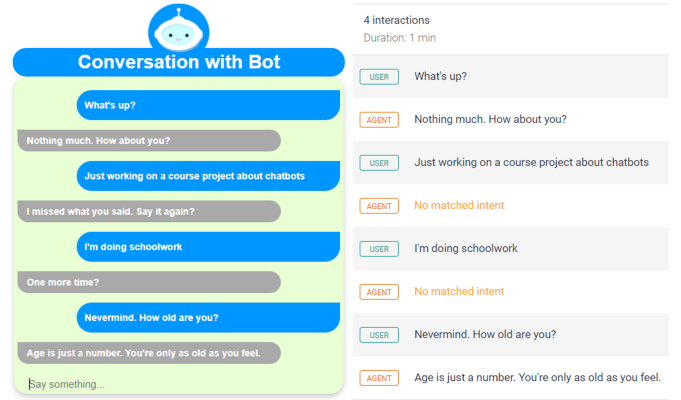 Conversation with Bot
What's up?
Nothing much. How about you?
Just working on a course project about chatbots
I missed what you said. Say it again?
I'm doing schoolwork
One more time?
Nevermind. How old are you?
Age is just a number. You're only as old as you feel.
Say something...
4 interactions
Duration: 1 min
USER What's up?
AGENT Nothing much. How about you?
USER Just working on a course project about chatbots
AGENT No matched intent
USER I'm doing schoolwork
AGENT No matched intent
USER Nevermind. How old are you?
AGENT Age is just a number. You're only as old as you feel.